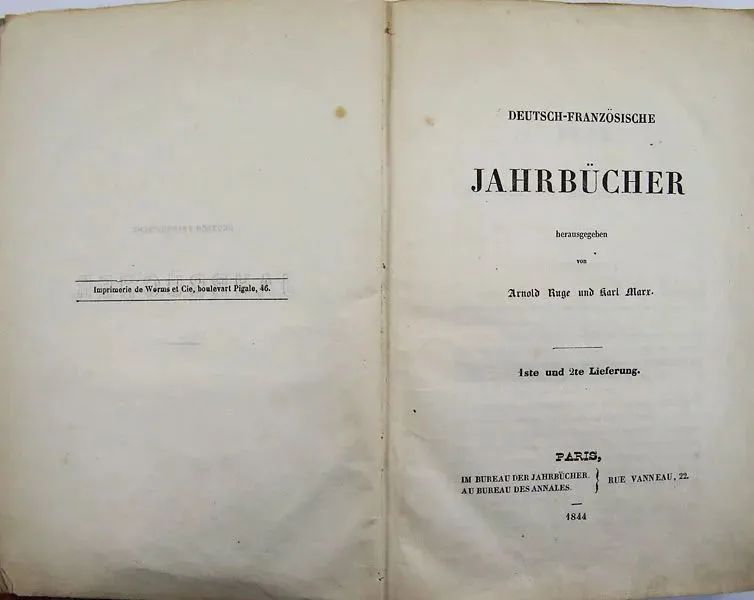 Imprimerie de Worms et Cie, boulevart Pigale, 46.
DEUTSCH-FRANZÖSISCHE
JAHRBÜCHER
herausgegeben
von
Arnold Ruge und Karl Marx.
1ste und 2te Lieferung.
PARIS,
IM BUREAU DER JAHRBÜCHER. } RUE VANNEAU, 22.
AU BUREAU DES ANNALES.
1844